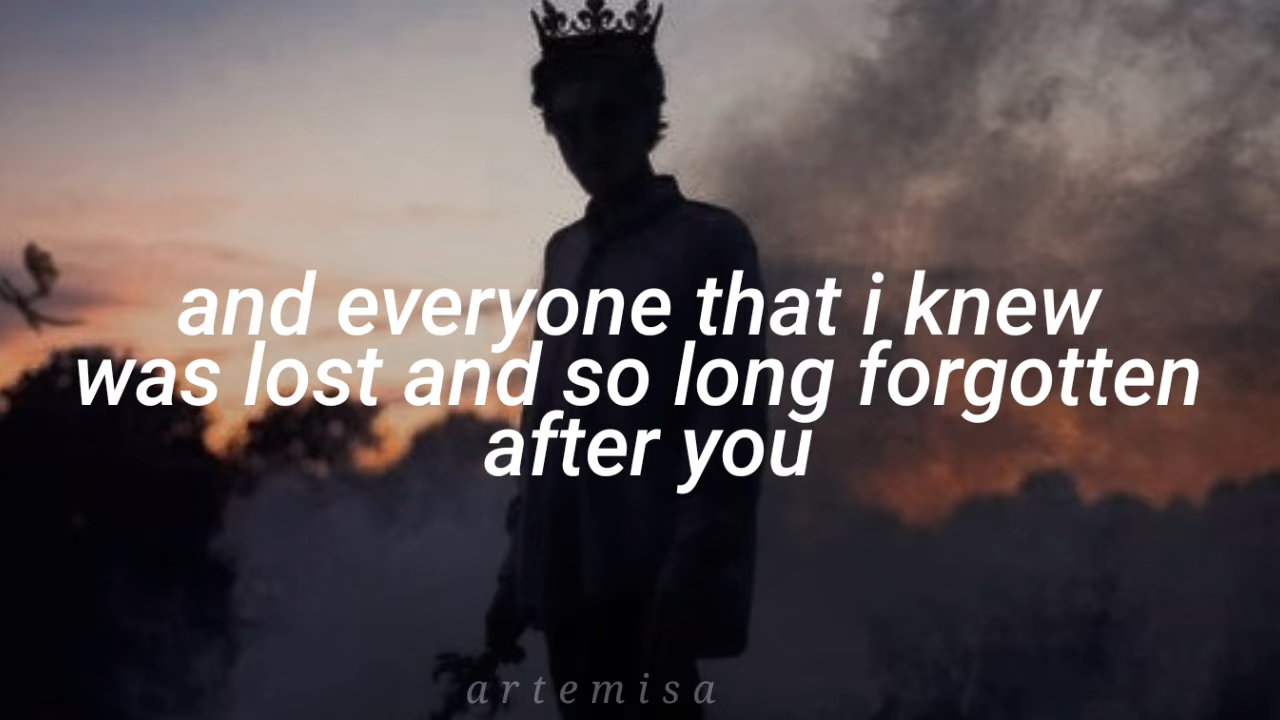 and everyone that i knew
was lost and so long forgotten
after you
artemisa